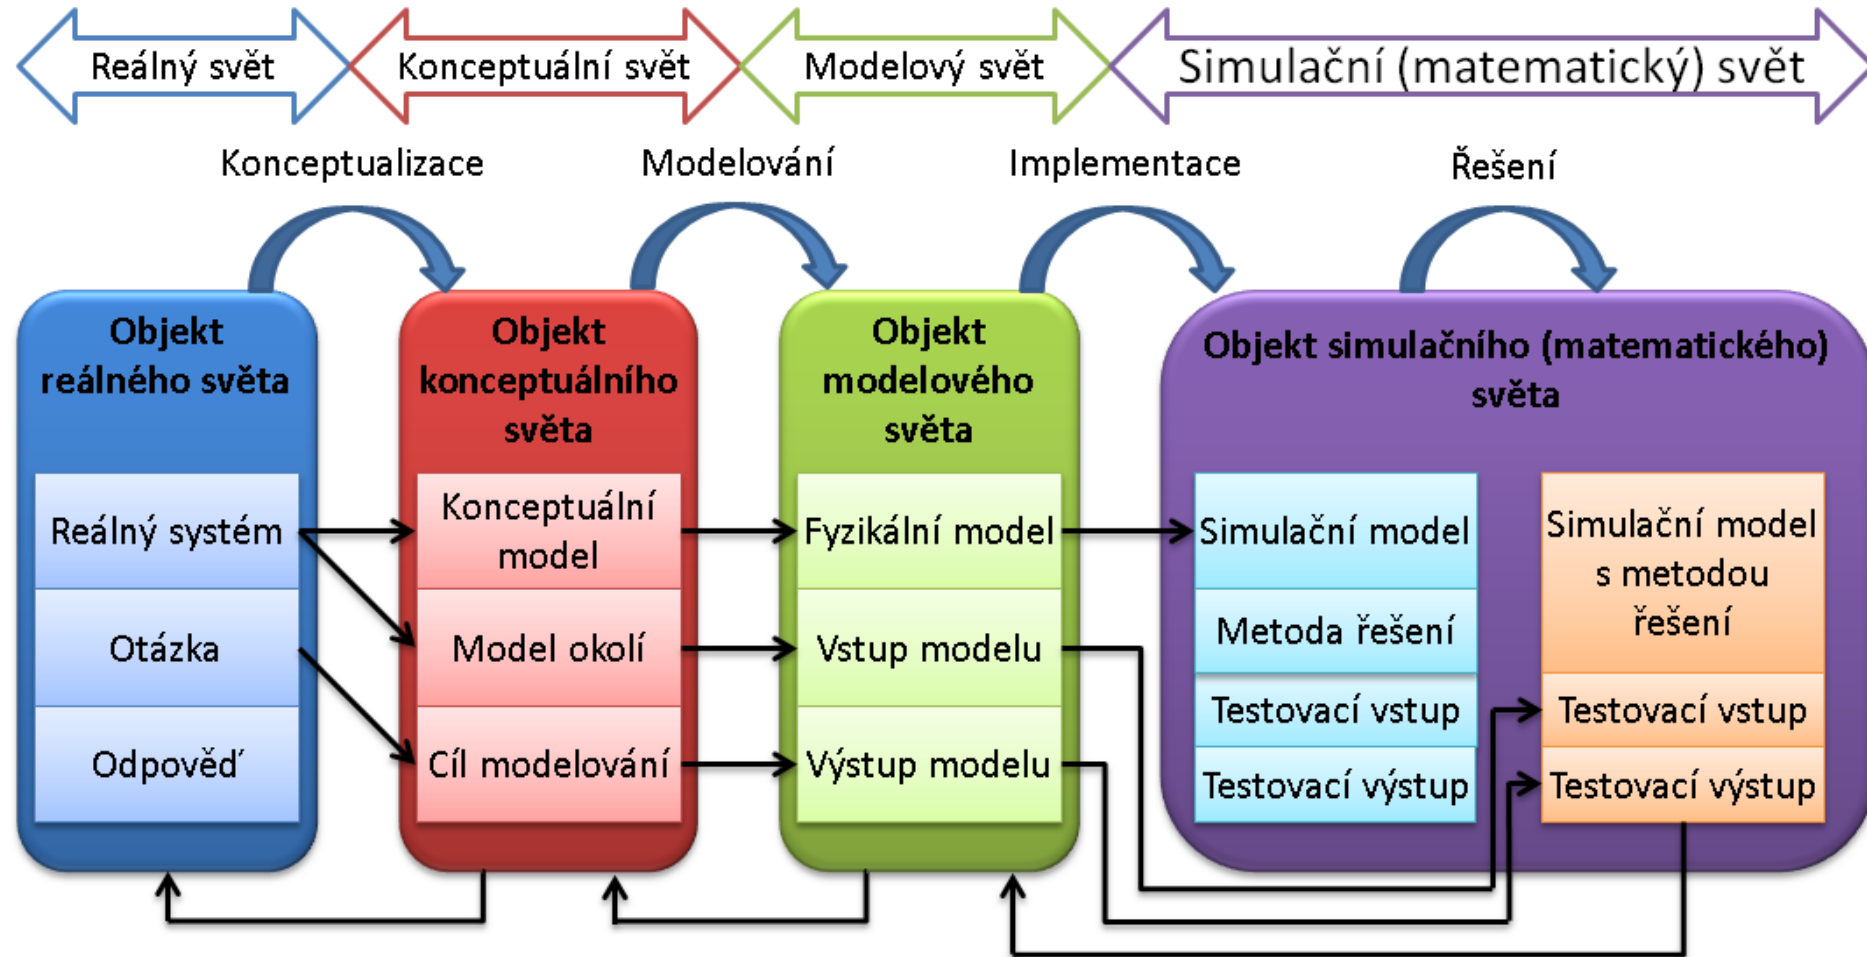 Reálný svět
Konceptuální svět
Modelový svět
Simulační (matematický) svět
Konceptualizace
Modelování
Implementace
Řešení
Objekt
reálného světa
Reálný systém
Otázka
Odpověď
Objekt
konceptuálního
světa
Konceptuální
model
Model okolí
Cíl modelování
Objekt
modelového
světa
Fyzikální model
Vstup modelu
Výstup modelu
Objekt simulačního (matematického)
světa
Simulační model
Metoda řešení
Testovací vstup
Testovací výstup
Simulační model
s metodou
řešení
Testovací vstup
Testovací výstup